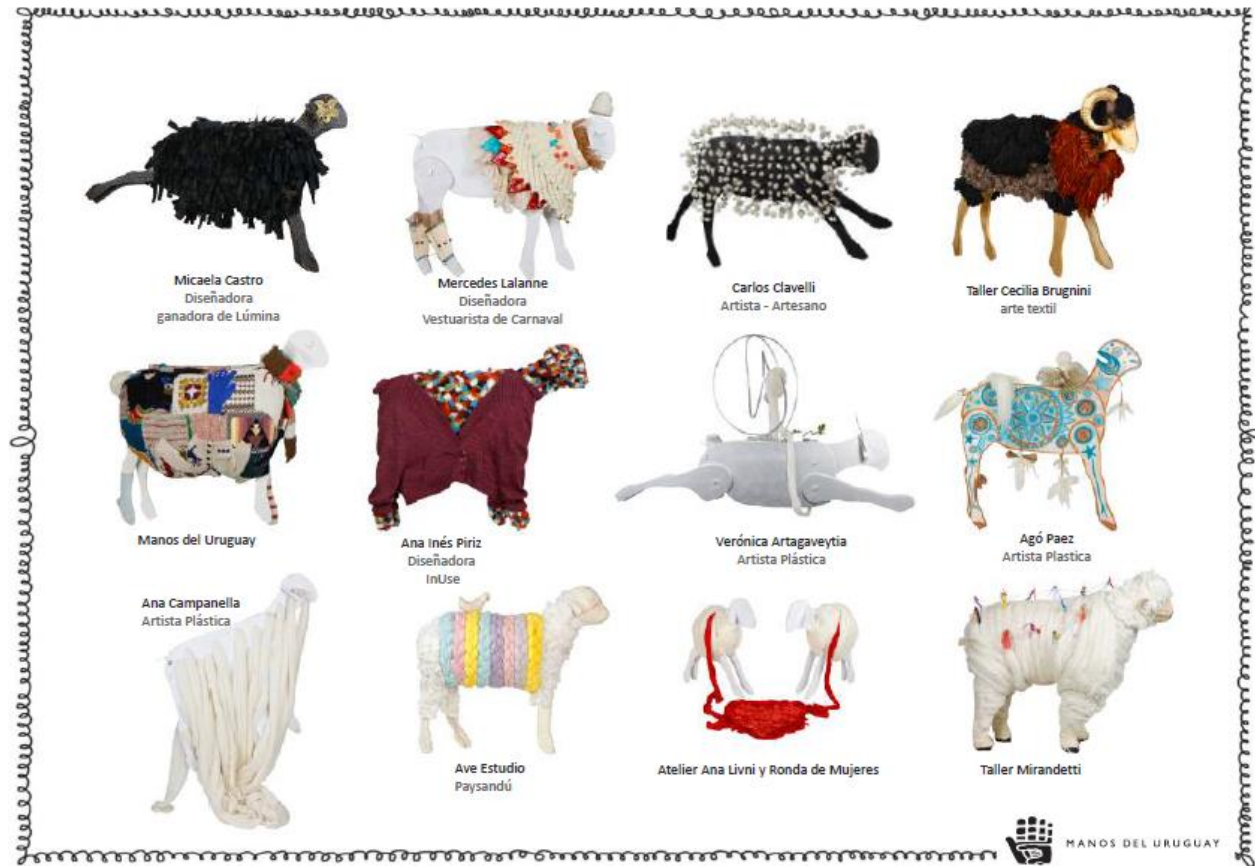 Micaela Castro
Diseñadora
ganadora de Lúmina
Mercedes Lalanne
Diseñadora
Vestuarista de Carnaval
Carlos Clavelli
Artista - Artesano
Taller Cecilia Brugnini
arte textil
Manos del Uruguay
Ana Inés Piriz
Diseñadora
InUse
Verónica Artagaveytia
Artista Plástica
Agó Paez
Artista Plastica
Ana Campanella
Artista Plástica
Ave Estudio
Paysandú
Atelier Ana Livni y Ronda de Mujeres
Taller Mirandetti
MANOS DEL URUGUAY